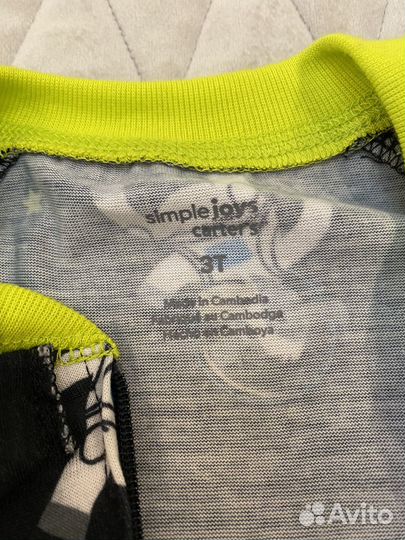 simple joys
carter's
3T
Made in Cambodia
Fabriqué au Cambodge
Hecho en Camboya
Avito